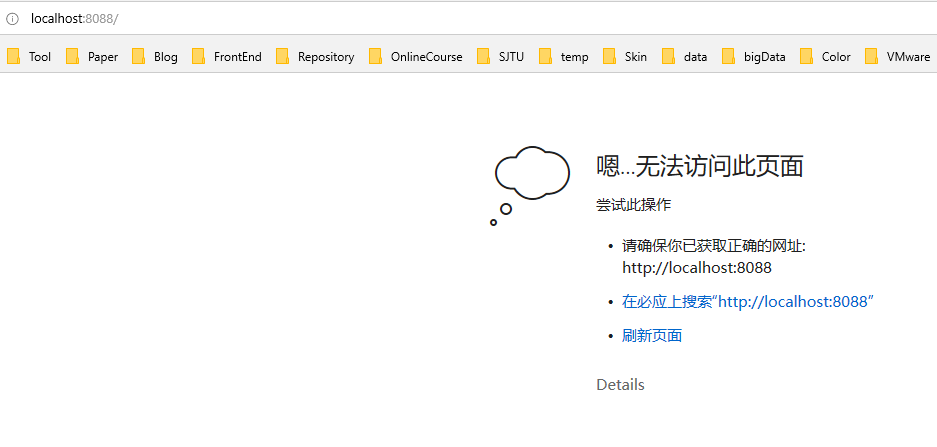 localhost:8088/
Tool Paper Blog FrontEnd Repository OnlineCourse SJTU temp Skin data bigData Color VMware
嗯...无法访问此页面
尝试此操作
• 请确保你已获取正确的网址:
http://localhost:8088
• 在必应上搜索“http://localhost:8088”
• 刷新页面
Details